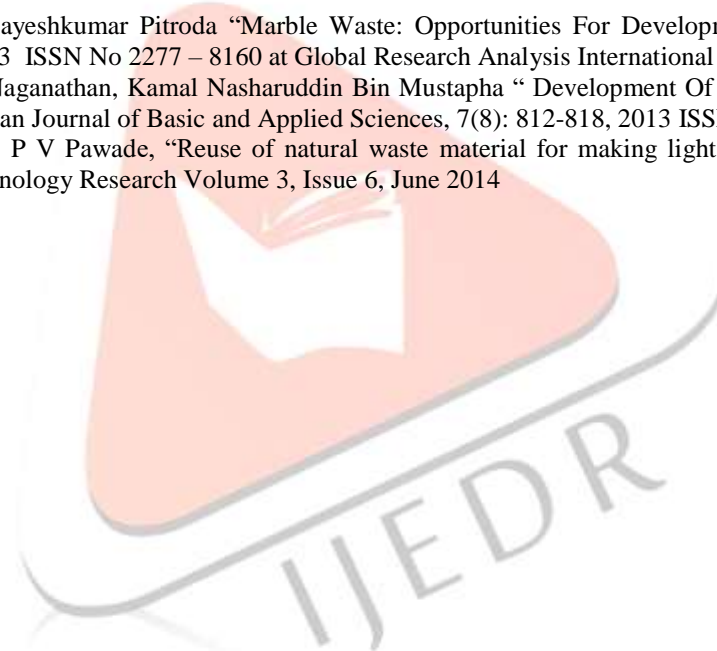 ayeshkumar Pitroda “Marble Waste: Opportunities For Developm
3 ISSN No 2277 – 8160 at Global Research Analysis International
Naganathan, Kamal Nasharuddin Bin Mustapha “ Development Of
an Journal of Basic and Applied Sciences, 7(8): 812-818, 2013 ISS
P V Pawade, “Reuse of natural waste material for making light
nology Research Volume 3, Issue 6, June 2014
IJEDR